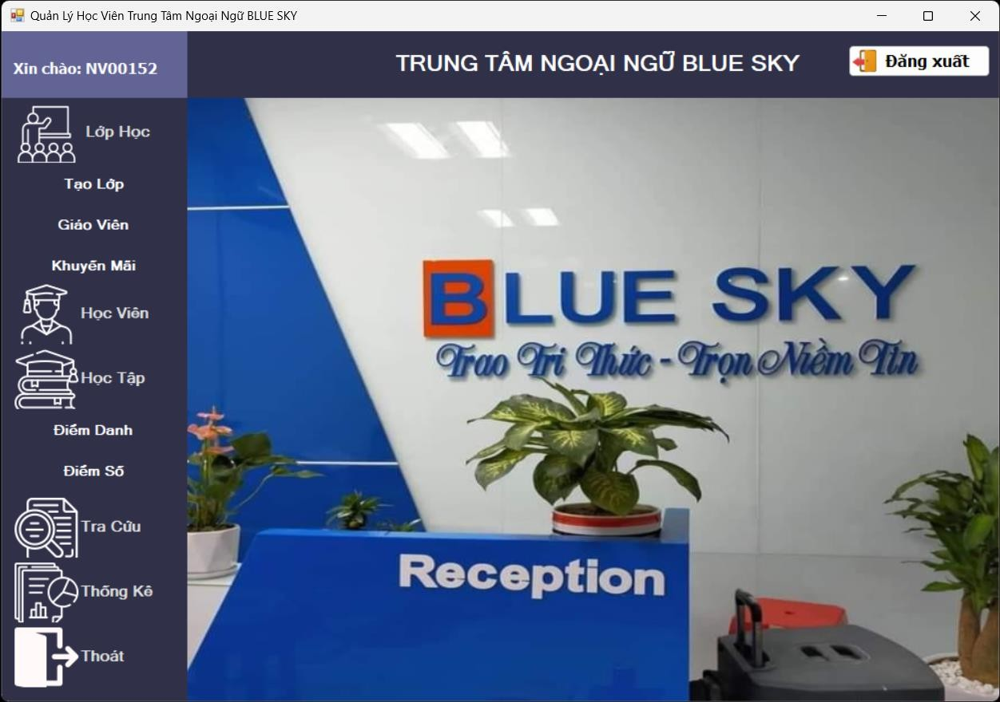 Quản Lý Học Viên Trung Tâm Ngoại Ngữ BLUE SKY
Xin chào: NV00152
TRUNG TÂM NGOẠI NGỮ BLUE SKY
Đăng xuất
Lớp Học
Tạo Lớp
Giáo Viên
Khuyến Mãi
Học Viên
Học Tập
Điểm Danh
Điểm Số
Tra Cứu
Thống Kê
Thoát
BLUE SKY
Trao Tri Thức - Trọn Niềm Tin
Reception